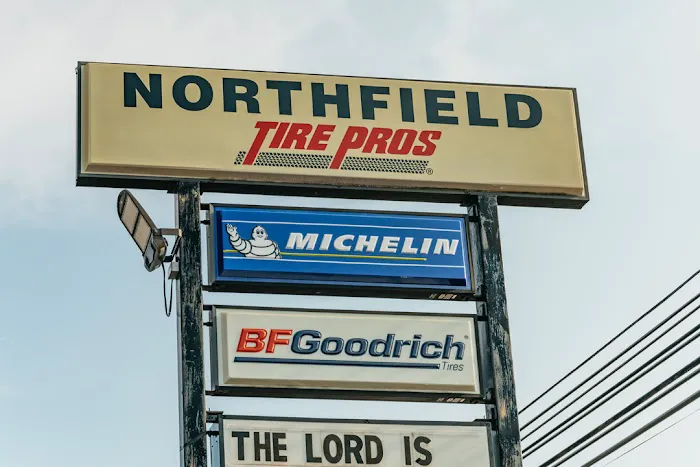 NORTHFIELD
TIRE PROS
MICHELIN
BFGoodrich
Tires
THE LORD IS